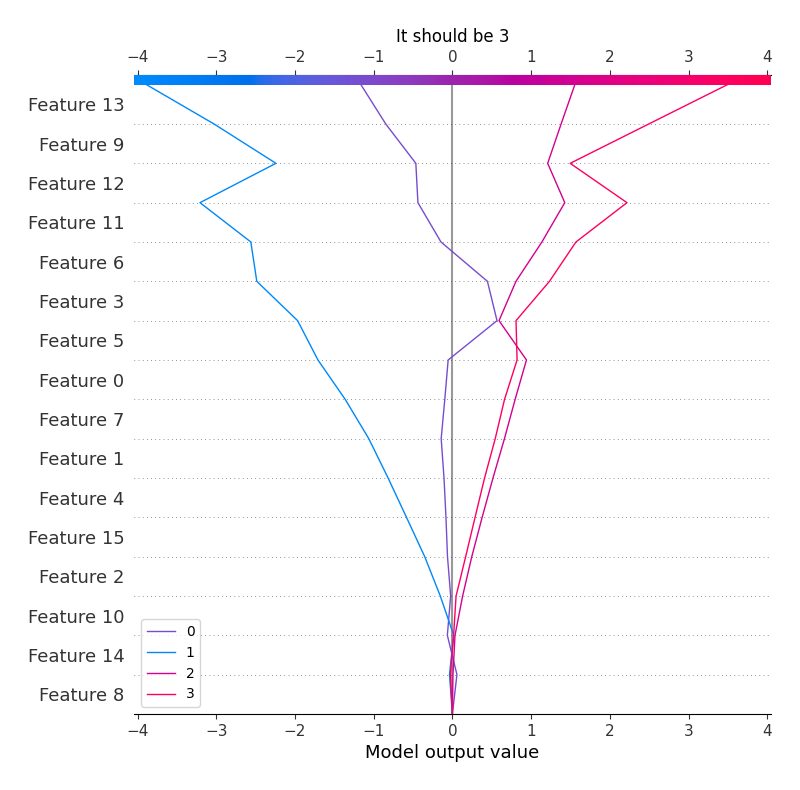 It should be 3
−4 −3 −2 −1 0 1 2 3 4
Feature 13
Feature 9
Feature 12
Feature 11
Feature 6
Feature 3
Feature 5
Feature 0
Feature 7
Feature 1
Feature 4
Feature 15
Feature 2
Feature 10
Feature 14
Feature 8
0
1
2
3
−4 −3 −2 −1 0 1 2 3 4
Model output value